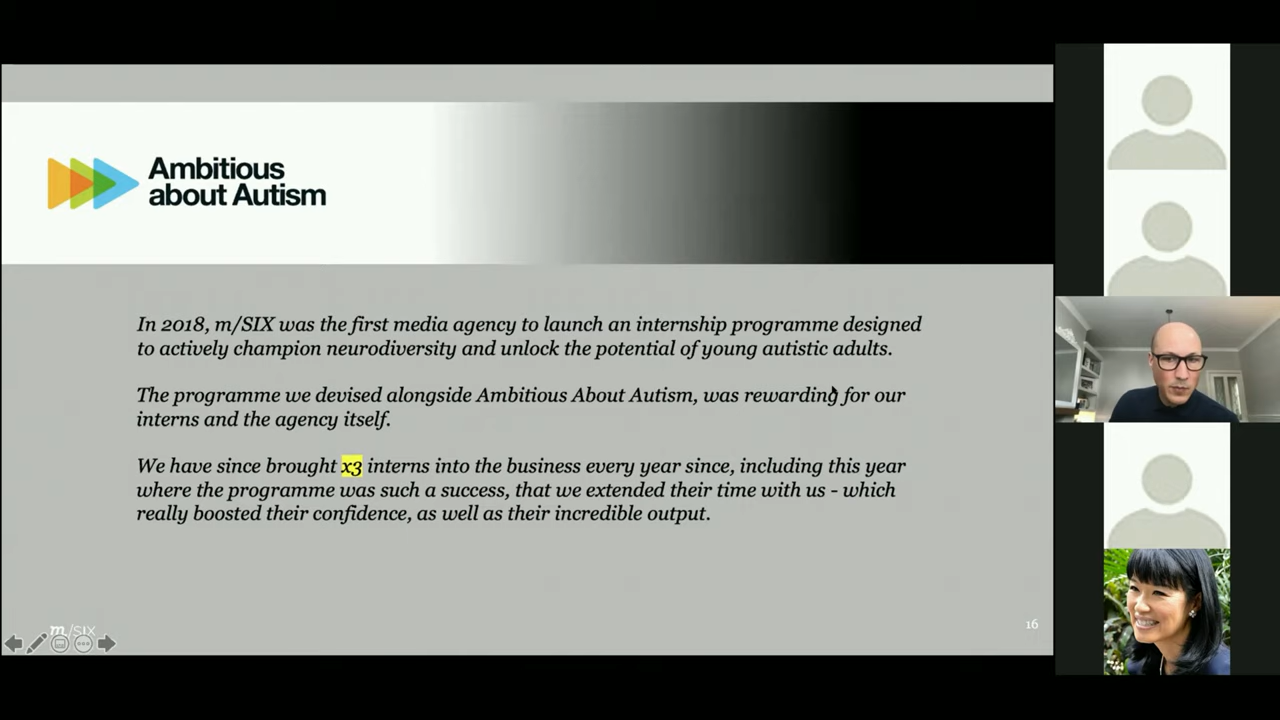 Ambitious
about Autism
In 2018, m/SIX was the first media agency to launch an internship programme designed
to actively champion neurodiversity and unlock the potential of young autistic adults.
The programme we devised alongside Ambitious About Autism, was rewarding for our
interns and the agency itself.
We have since brought x3 interns into the business every year since, including this year
where the programme was such a success, that we extended their time with us - which
really boosted their confidence, as well as their incredible output.
m/SIX
16